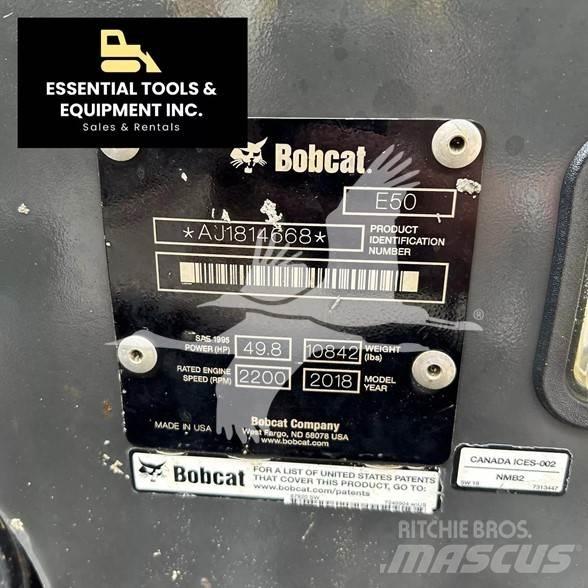 ESSENTIAL TOOLS &
EQUIPMENT INC.
Sales & Rentals
Bobcat.
E50
*AJ1814668*
PRODUCT
IDENTIFICATION
NUMBER
SAE 1995
POWER (HP)
49.8
10842
WEIGHT
(lbs)
RATED ENGINE
SPEED (RPM)
2200
2018
MODEL
YEAR
MADE IN USA
Bobcat Company
West Fargo, ND 58078 USA
www.bobcat.com
Bobcat
FOR A LIST OF UNITED STATES PATENTS
THAT COVER THIS PRODUCT, GO TO:
www.bobcat.com/patents
CANADA ICES-002
NMB2
SW 18
7313447
RITCHIE BROS.
MASCUS